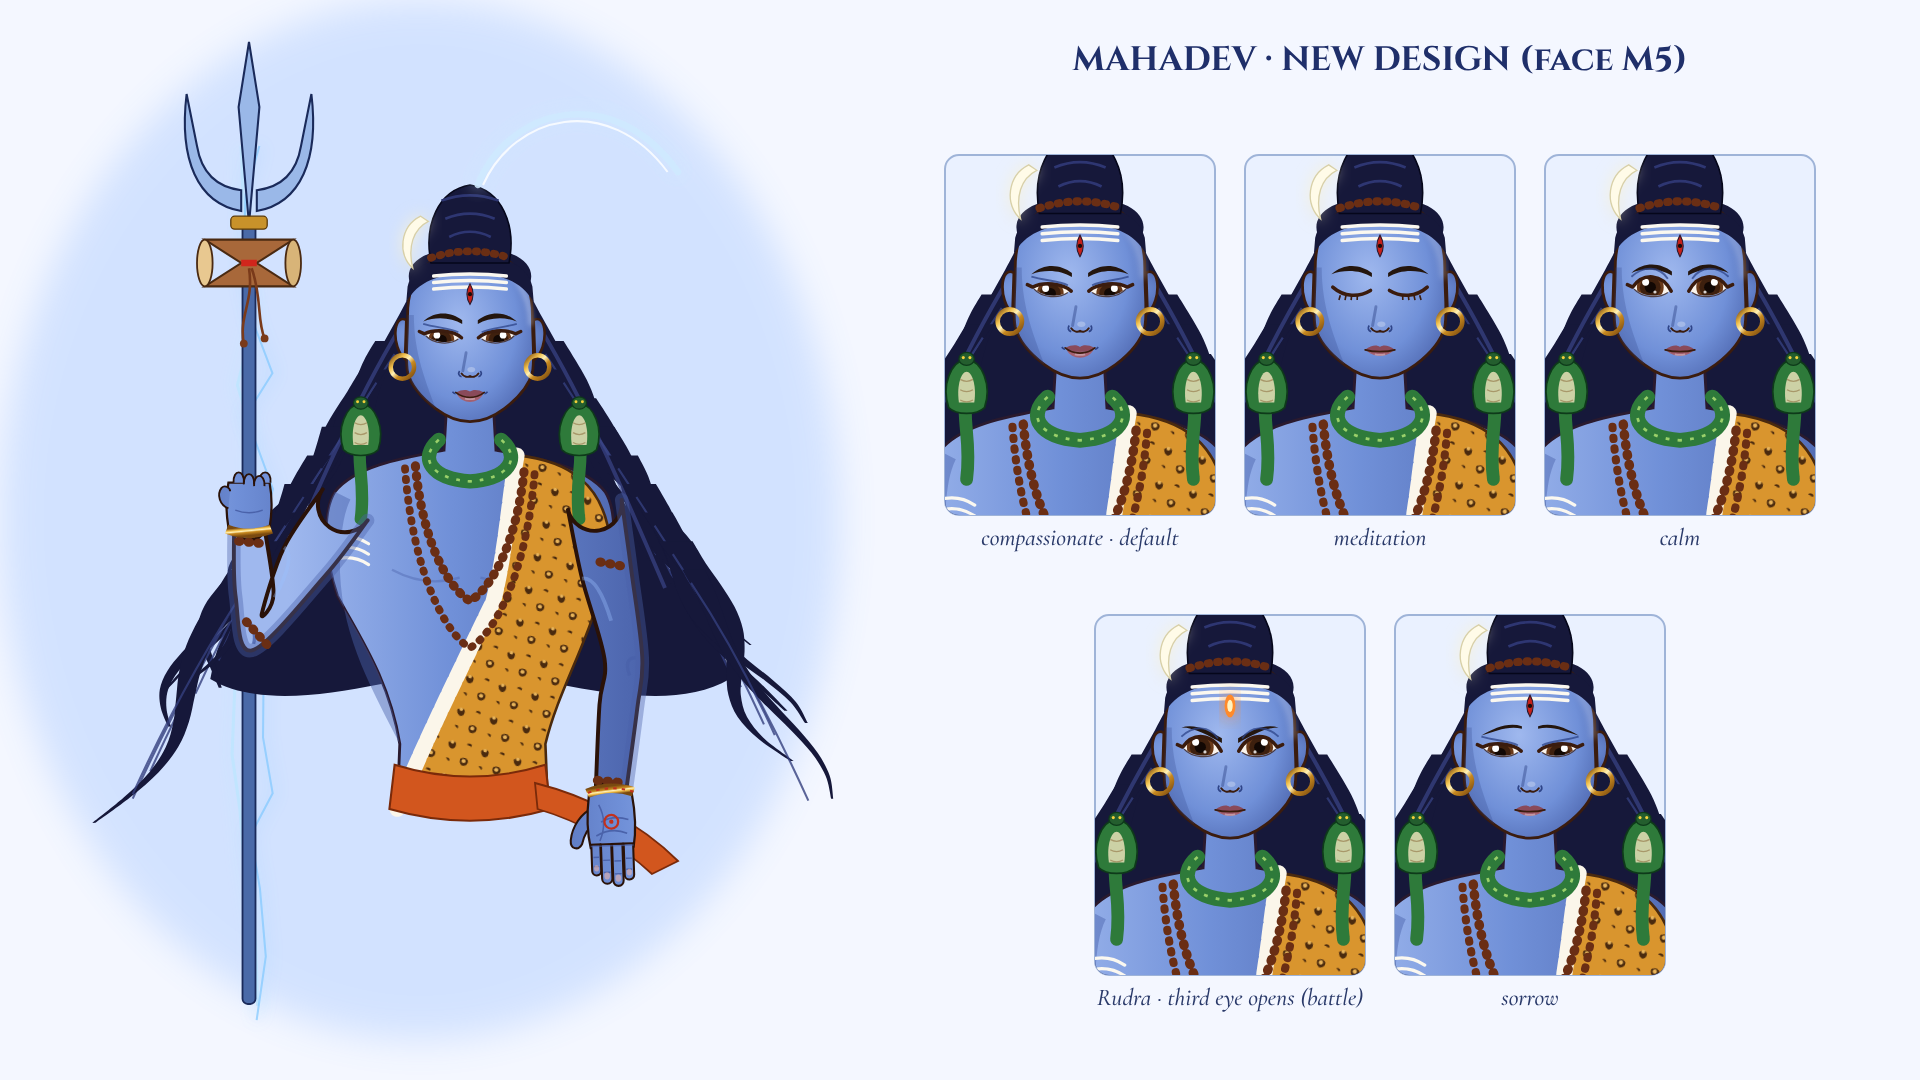 MAHADEV · NEW DESIGN (FACE M5)
compassionate · default
meditation
calm
Rudra · third eye opens (battle)
sorrow